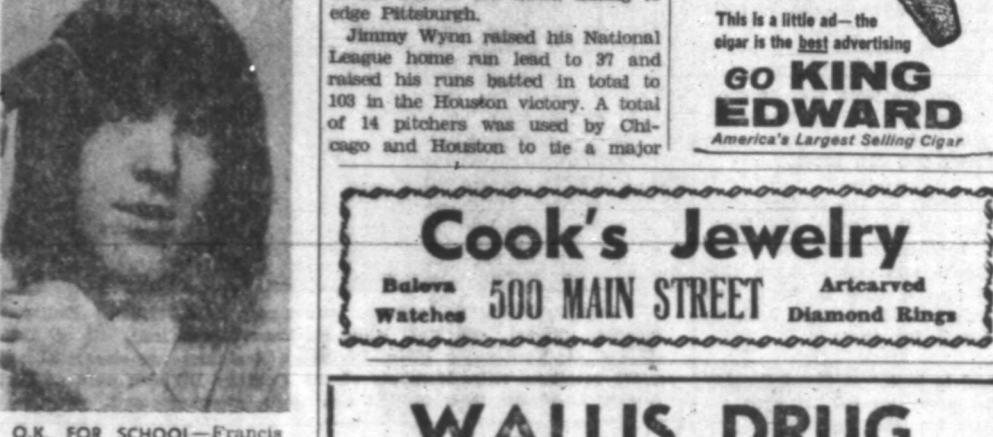 edge Pittsburgh.
Jimmy Wynn raised his National
League home run lead to 37 and
raised his runs batted in total to
103 in the Houston victory. A total
of 14 pitchers was used by Chi-
cago and Houston to tie a major
This is a little ad—the
cigar is the best advertising
GO KING
EDWARD
America's Largest Selling Cigar
Cook's Jewelry
Bulova
Watches
500 MAIN STREET
Artcarved
Diamond Rings
WALLIS DRUG
O.K. FOR SCHOOL—Francis